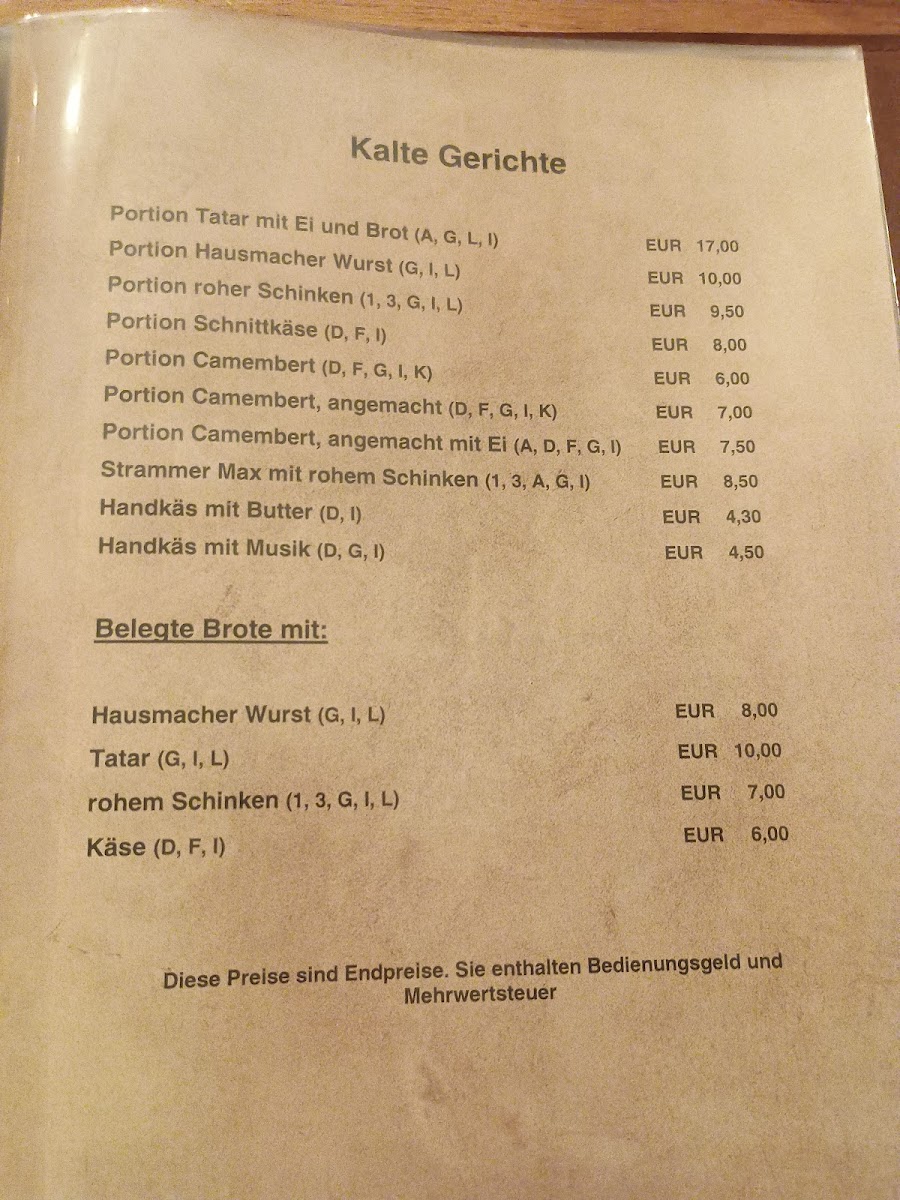 Kalte Gerichte
Portion Tatar mit Ei und Brot (A, G, L, I) EUR 17,00
Portion Hausmacher Wurst (G, I, L) EUR 10,00
Portion roher Schinken (1, 3, G, I, L) EUR 9,50
Portion Schnittkäse (D, F, I) EUR 8,00
Portion Camembert (D, F, G, I, K) EUR 6,00
Portion Camembert, angemacht (D, F, G, I, K) EUR 7,00
Portion Camembert, angemacht mit Ei (A, D, F, G, I) EUR 7,50
Strammer Max mit rohem Schinken (1, 3, A, G, I) EUR 8,50
Handkäs mit Butter (D, I) EUR 4,30
Handkäs mit Musik (D, G, I) EUR 4,50
Belegte Brote mit:
Hausmacher Wurst (G, I, L) EUR 8,00
Tatar (G, I, L) EUR 10,00
rohem Schinken (1, 3, G, I, L) EUR 7,00
Käse (D, F, I) EUR 6,00
Diese Preise sind Endpreise. Sie enthalten Bedienungsgeld und
Mehrwertsteuer